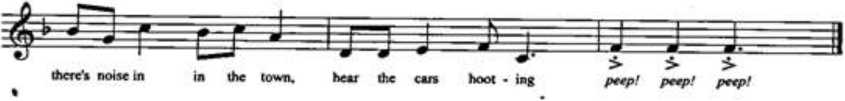 there's noise in in the town, hear the cars hoot - ing peep! peep! peep!